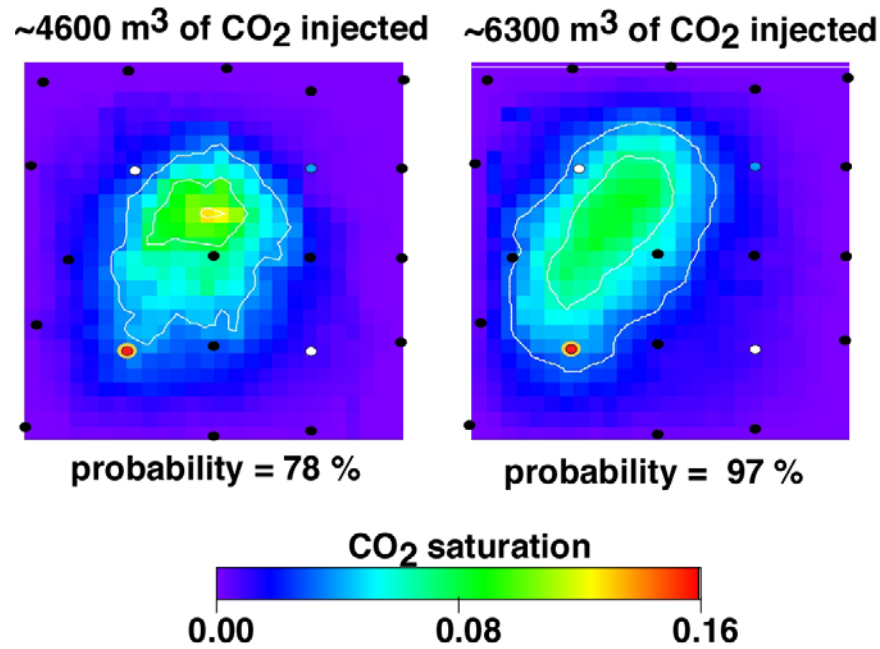 ~4600 m3 of CO2 injected
~6300 m3 of CO2 injected
probability = 78 %
probability = 97 %
CO2 saturation
0.00 0.08 0.16